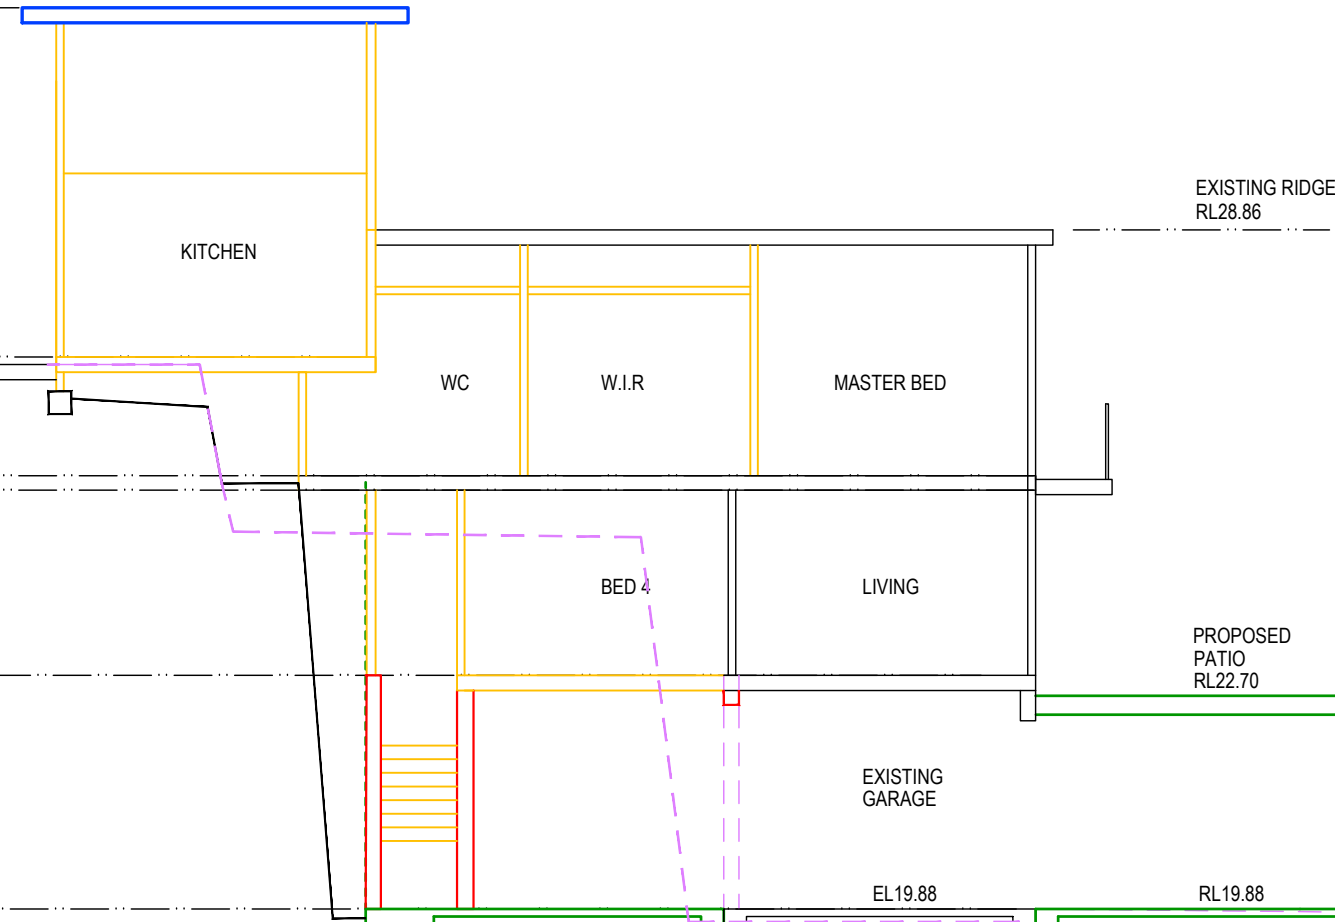 EXISTING RIDGE
RL28.86
KITCHEN
WC
W.I.R
MASTER BED
BED 4
LIVING
PROPOSED
PATIO
RL22.70
EXISTING
GARAGE
EL19.88
RL19.88